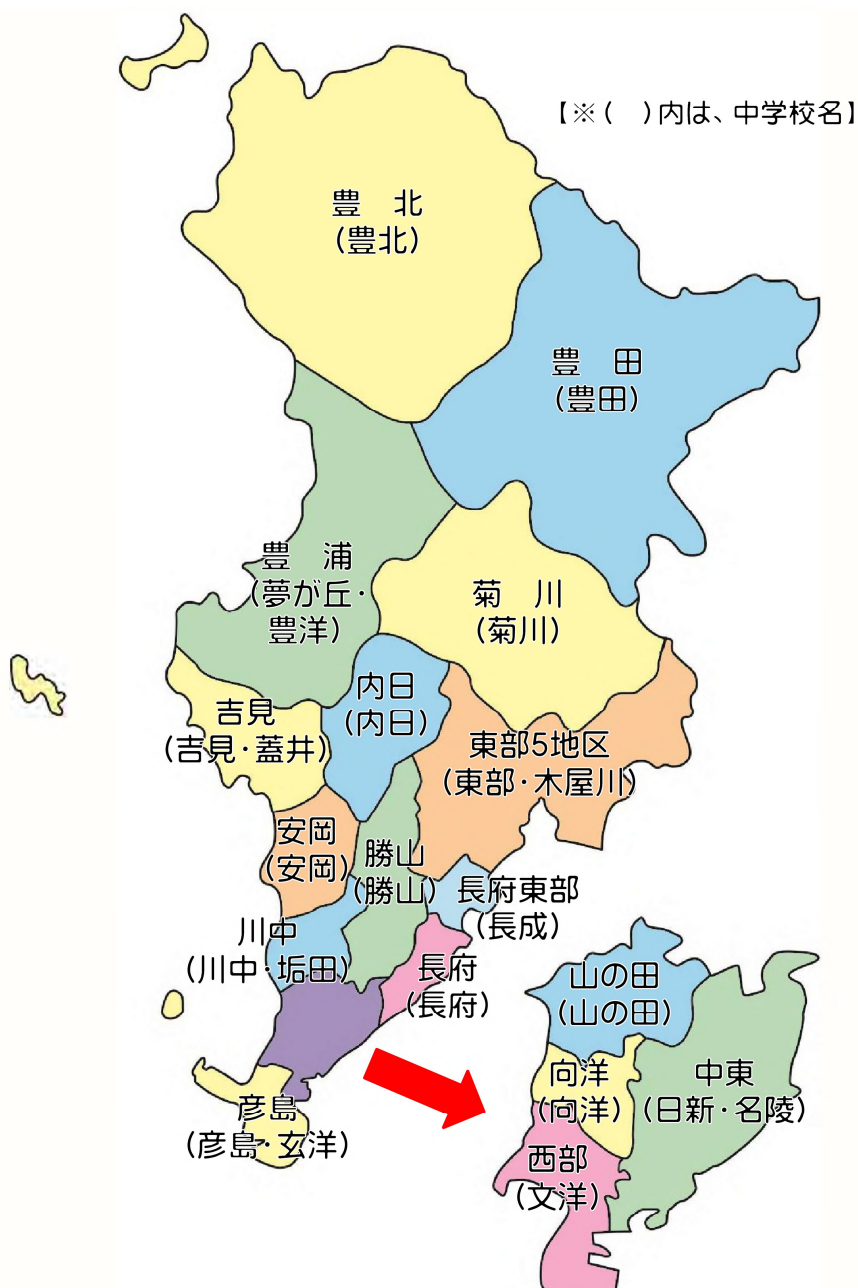 【※(　)内は、中学校名】
豊　北
(豊北)
豊　田
(豊田)
豊　浦
(夢が丘・
豊洋)
菊　川
(菊川)
内日
(内日)
吉見
(吉見・蓋井)
東部5地区
(東部・木屋川)
安岡
(安岡)
勝山
(勝山)
長府東部
(長成)
川中
(川中・垢田)
長府
(長府)
彦島
(彦島・玄洋)
山の田
(山の田)
向洋
(向洋)
中東
(日新・名陵)
西部
(文洋)